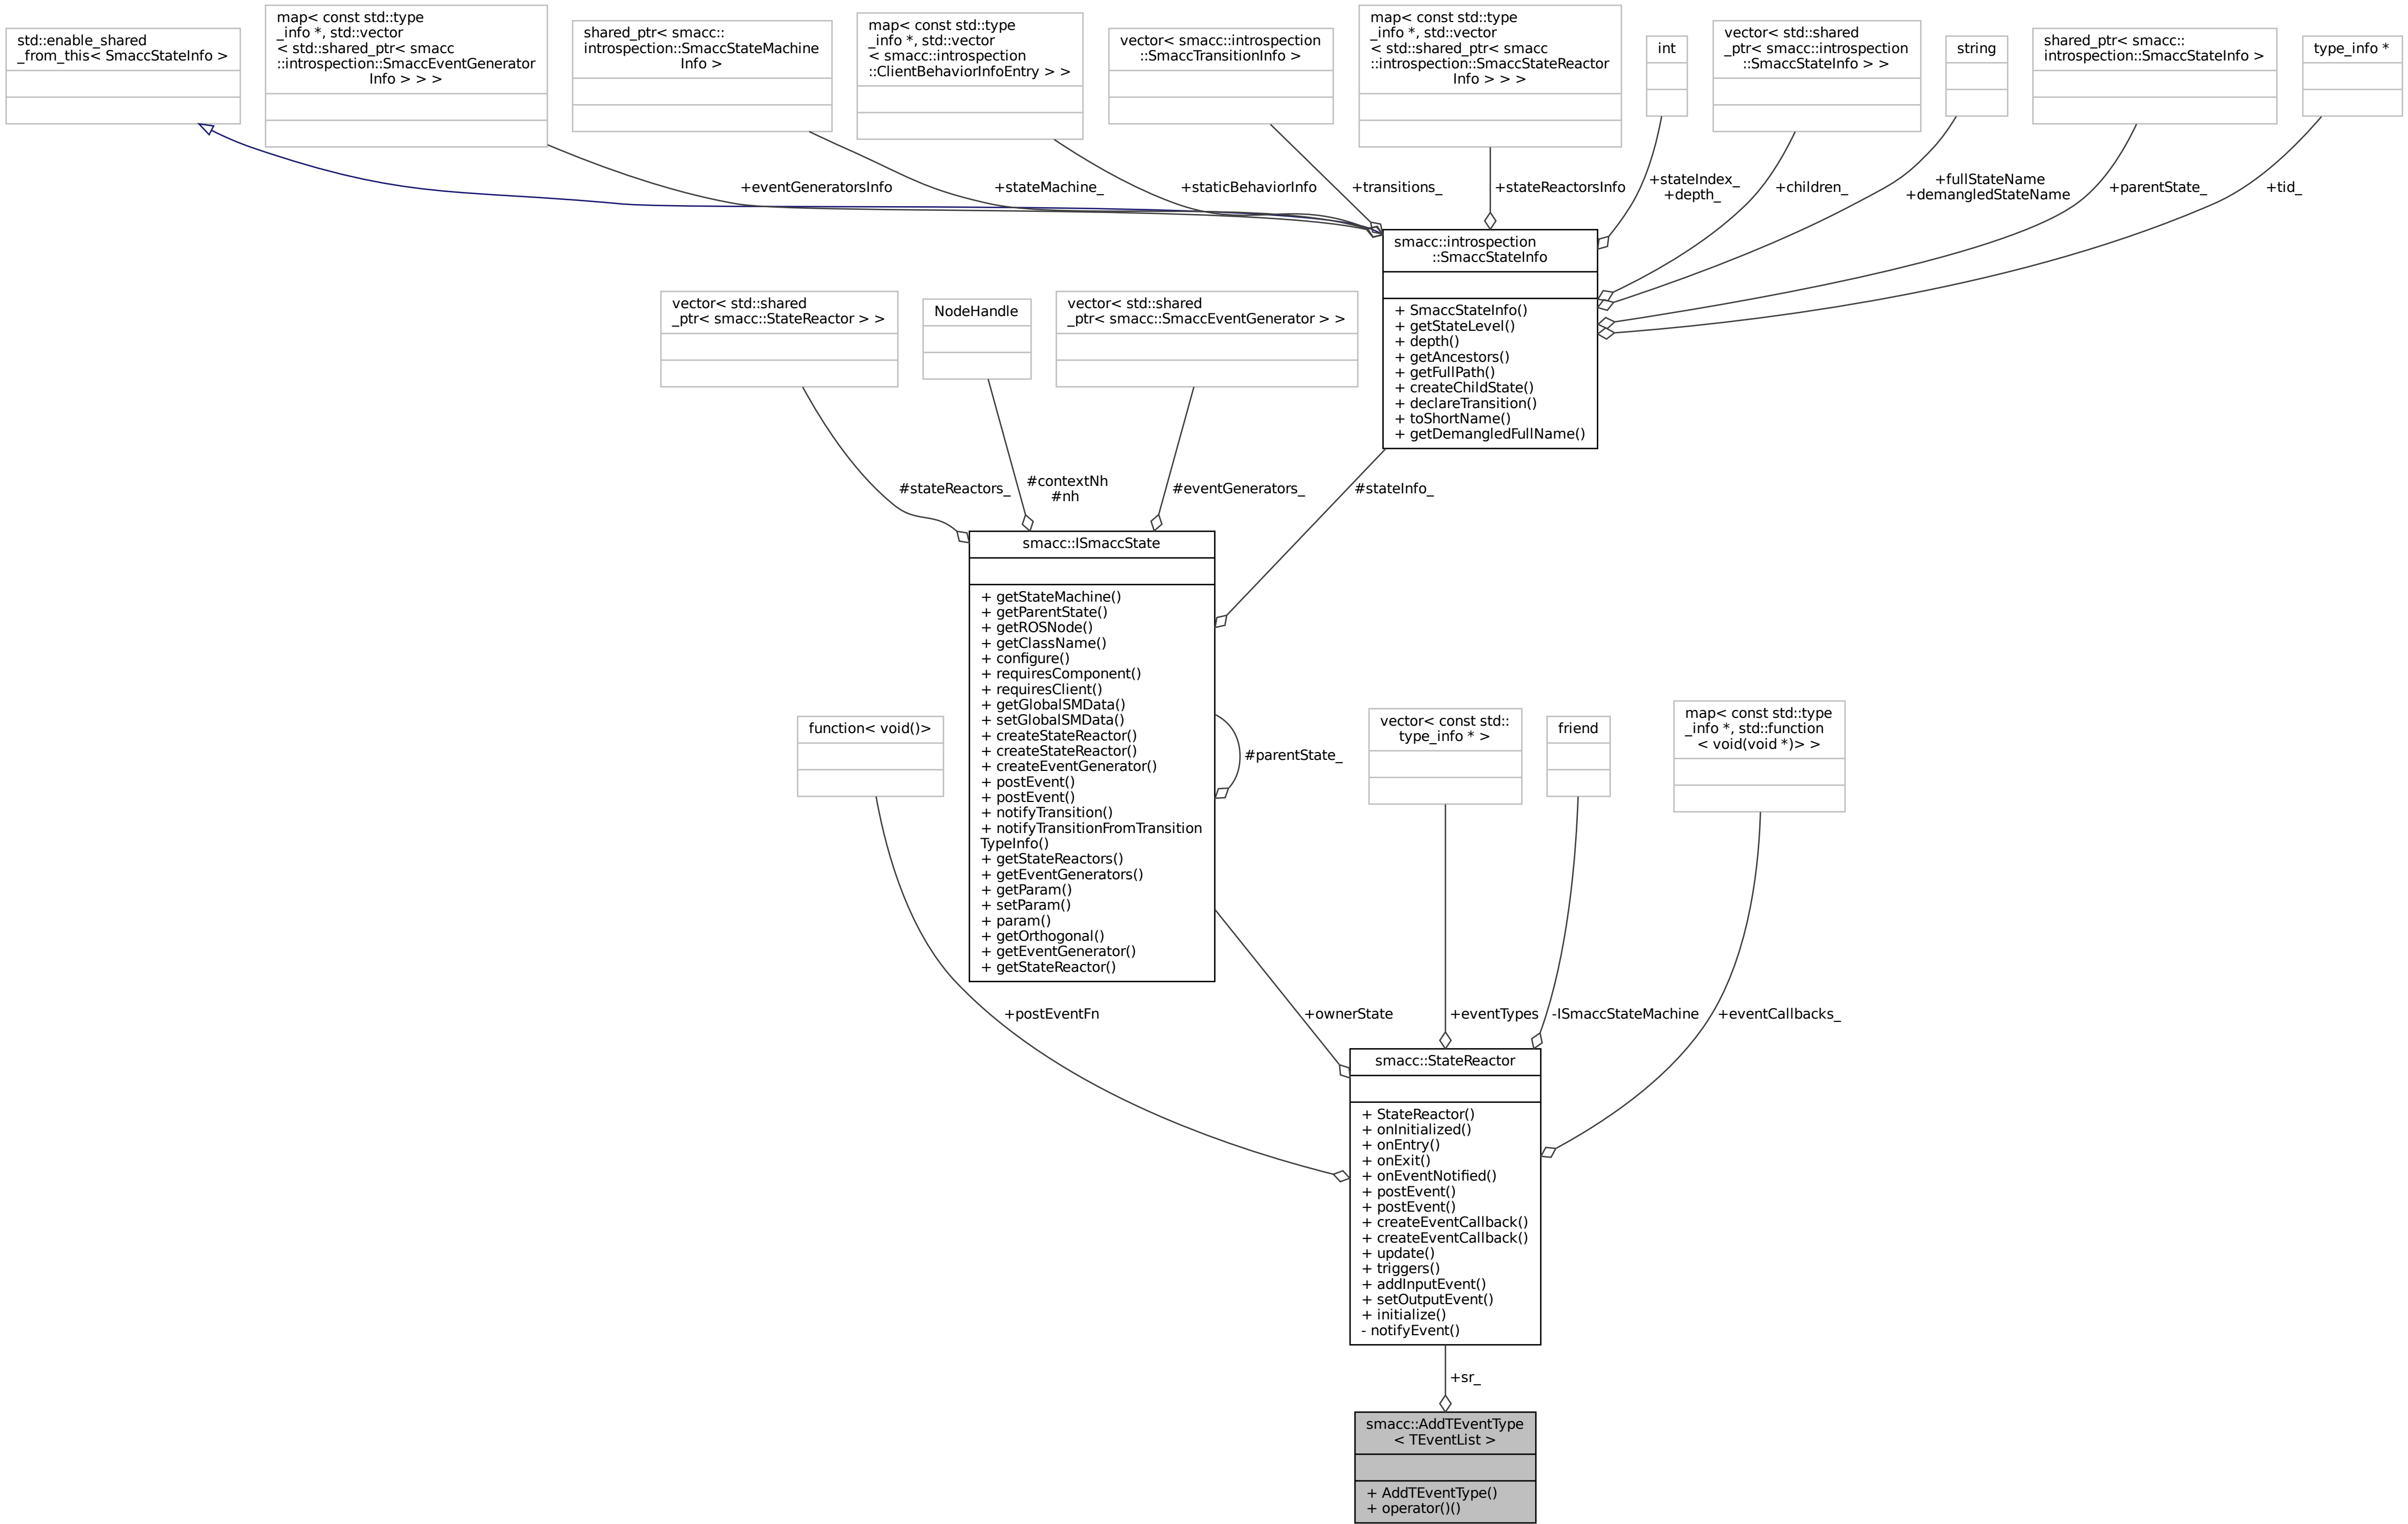 std::enable_shared
_from_this< SmaccStateInfo >
map< const std::type
_info *, std::vector
< std::shared_ptr< smacc
::introspection::SmaccEventGenerator
Info > > >
shared_ptr< smacc::
introspection::SmaccStateMachine
Info >
map< const std::type
_info *, std::vector
< smacc::introspection
::ClientBehaviorInfoEntry > >
vector< smacc::introspection
::SmaccTransitionInfo >
map< const std::type
_info *, std::vector
< std::shared_ptr< smacc
::introspection::SmaccStateReactor
Info > > >
int
vector< std::shared
_ptr< smacc::introspection
::SmaccStateInfo > >
string
shared_ptr< smacc::
introspection::SmaccStateInfo >
type_info *
+eventGeneratorsInfo
+stateMachine_
+staticBehaviorInfo
+transitions_
+stateReactorsInfo
+stateIndex_
+depth_
+children_
+fullStateName
+demangledStateName
+parentState_
+tid_
smacc::introspection
::SmaccStateInfo
+ SmaccStateInfo()
+ getStateLevel()
+ depth()
+ getAncestors()
+ getFullPath()
+ createChildState()
+ declareTransition()
+ toShortName()
+ getDemangledFullName()
vector< std::shared
_ptr< smacc::StateReactor > >
NodeHandle
vector< std::shared
_ptr< smacc::SmaccEventGenerator > >
#stateReactors_
#contextNh
#nh
#eventGenerators_
#stateInfo_
smacc::ISmaccState
+ getStateMachine()
+ getParentState()
+ getROSNode()
+ getClassName()
+ configure()
+ requiresComponent()
+ requiresClient()
+ getGlobalSMData()
+ setGlobalSMData()
+ createStateReactor()
+ createStateReactor()
+ createEventGenerator()
+ postEvent()
+ postEvent()
+ notifyTransition()
+ notifyTransitionFromTransition
TypeInfo()
+ getStateReactors()
+ getEventGenerators()
+ getParam()
+ setParam()
+ param()
+ getOrthogonal()
+ getEventGenerator()
+ getStateReactor()
#parentState_
function< void()>
vector< const std::
type_info * >
friend
map< const std::type
_info *, std::function
< void(void *)> >
+postEventFn
+ownerState
+eventTypes
-ISmaccStateMachine
+eventCallbacks_
smacc::StateReactor
+ StateReactor()
+ onInitialized()
+ onEntry()
+ onExit()
+ onEventNotified()
+ postEvent()
+ postEvent()
+ createEventCallback()
+ createEventCallback()
+ update()
+ triggers()
+ addInputEvent()
+ setOutputEvent()
+ initialize()
- notifyEvent()
+sr_
smacc::AddTEventType
< TEventList >
+ AddTEventType()
+ operator()()